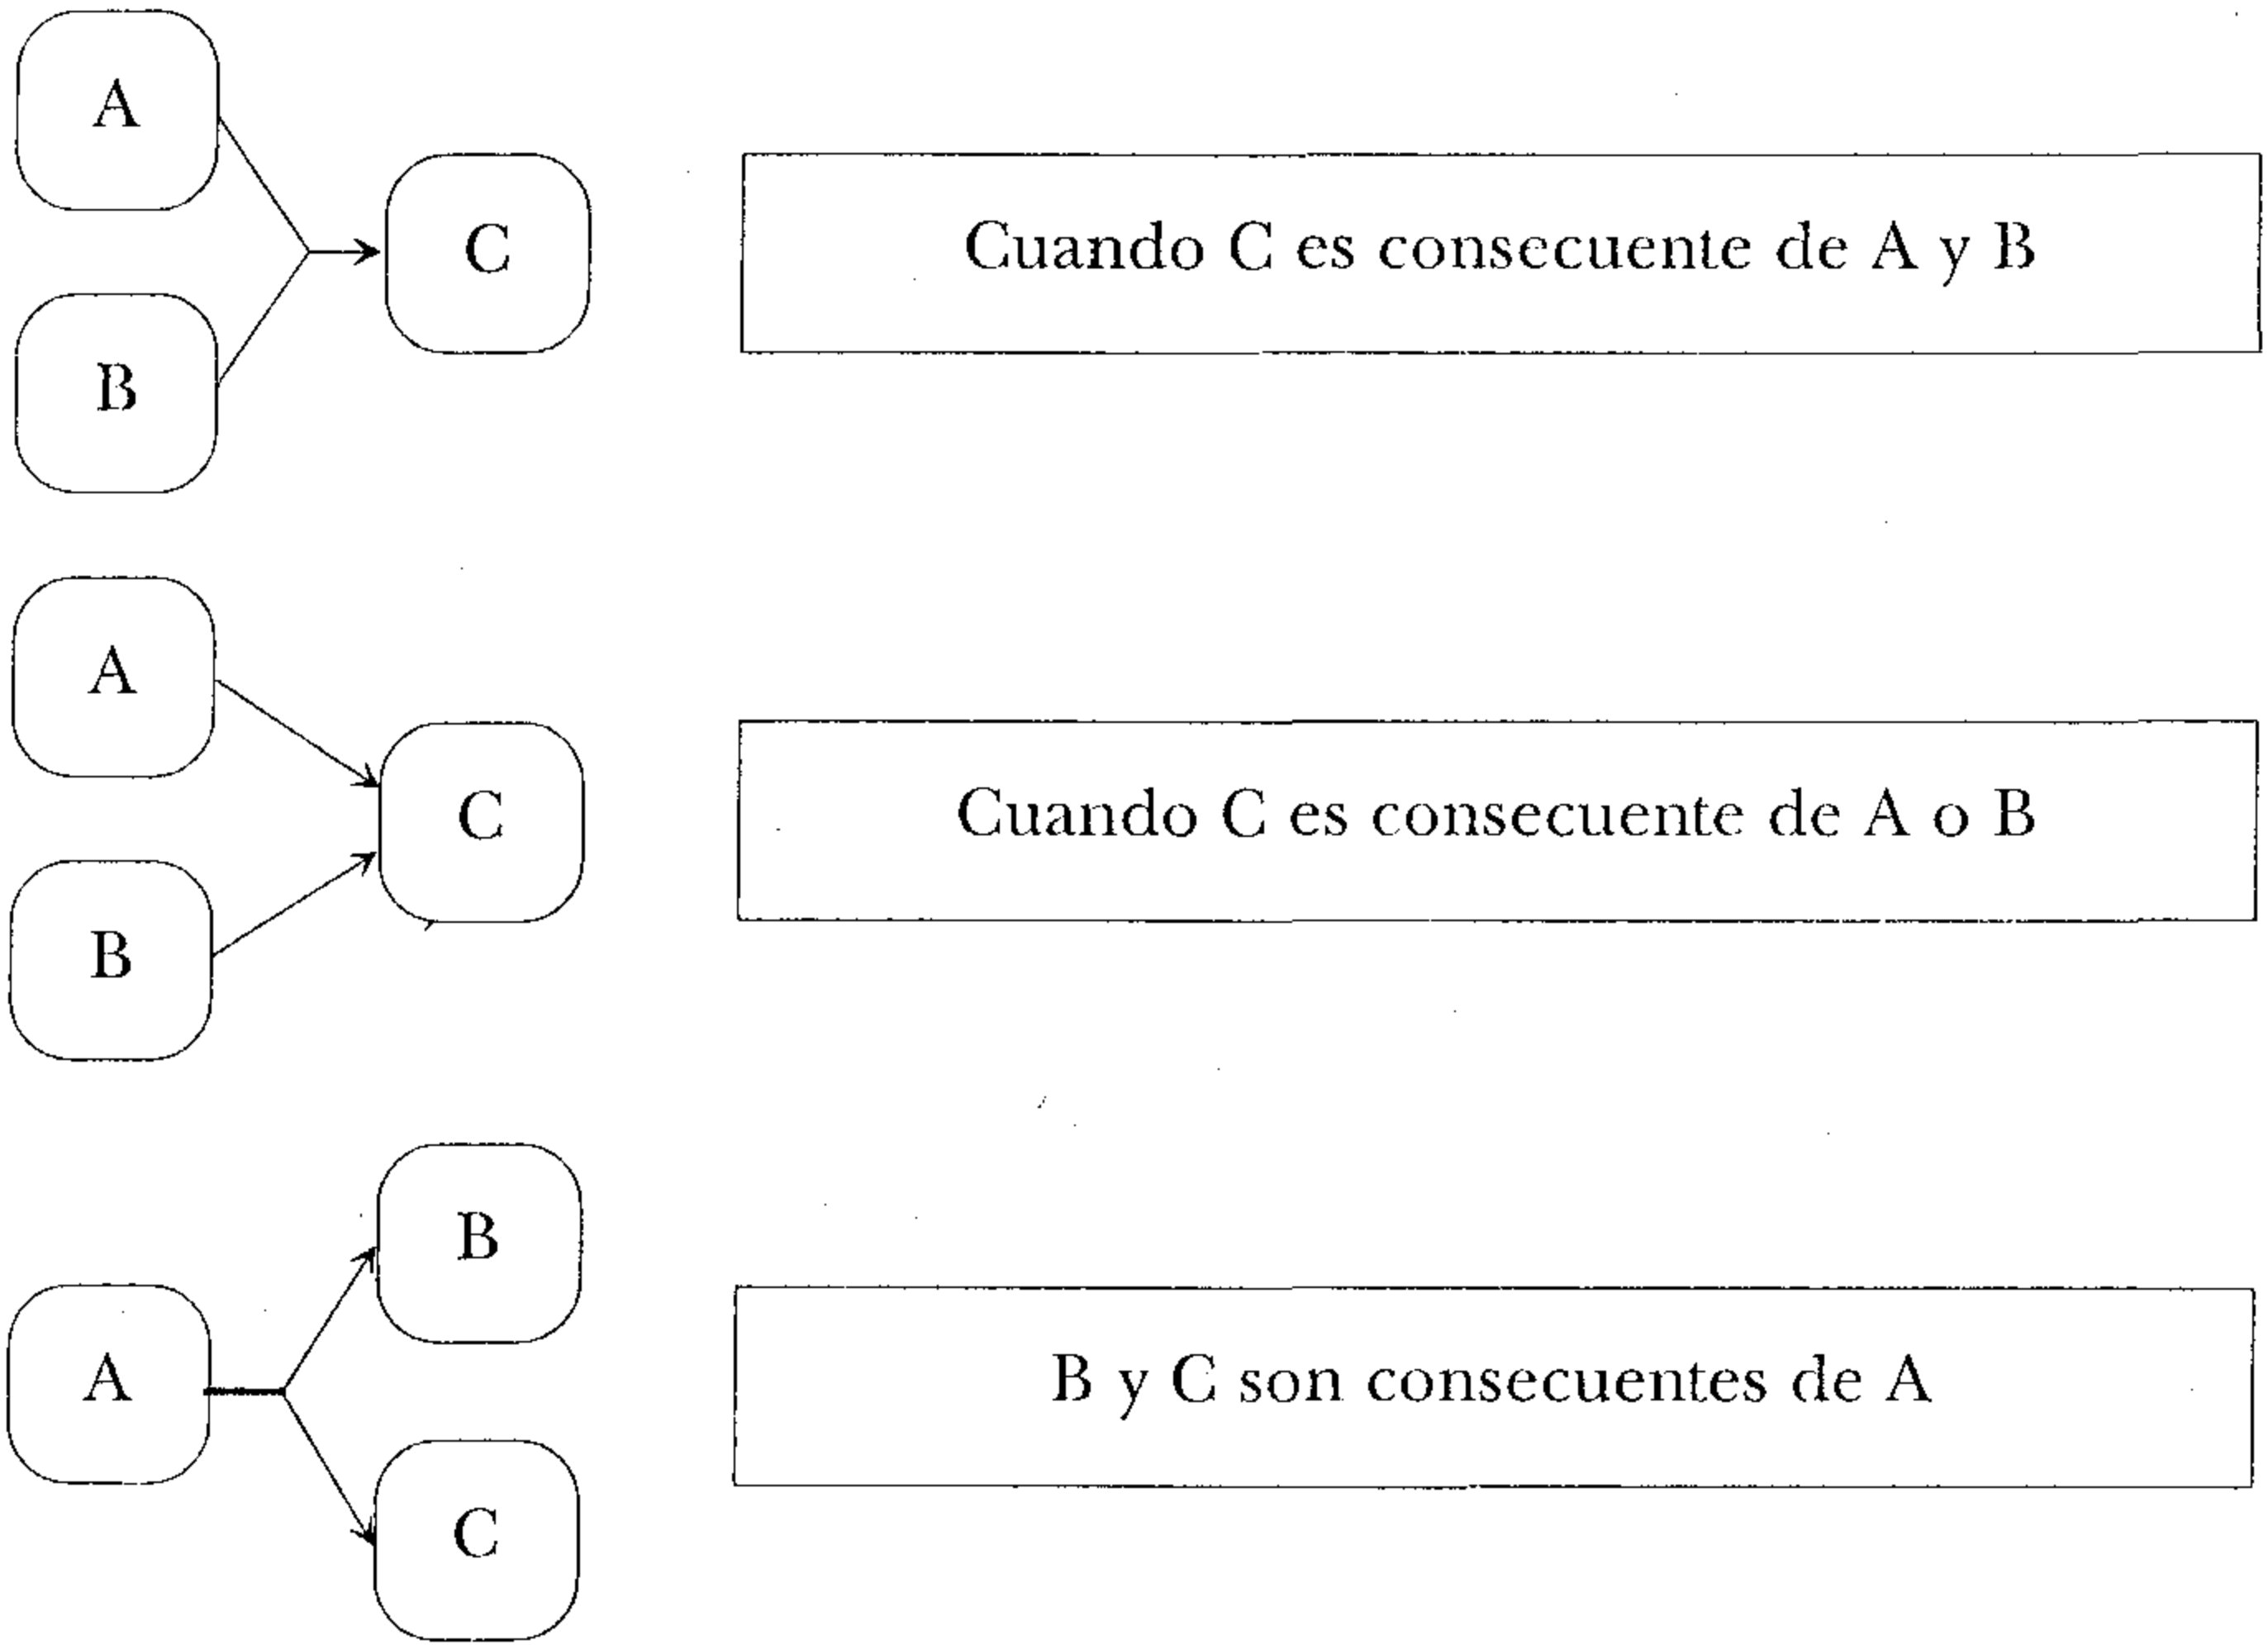 A
C
Cuando C es consecuente de A y B
B
A
C
Cuando C es consecuente de A o B
B
B
A
B y C son consecuentes de A
C